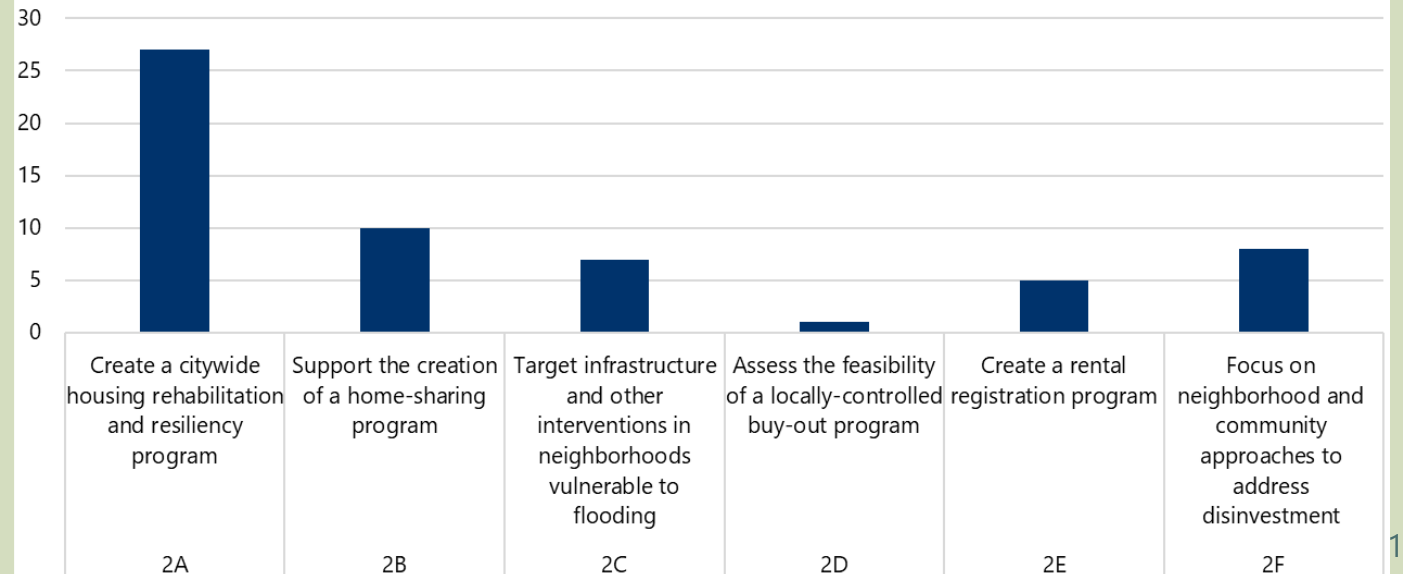 30
25
20
15
10
5
0
Create a citywide
housing rehabilitation
and resiliency
program
Support the creation
of a home-sharing
program
Target infrastructure
and other
interventions in
neighborhoods
vulnerable to
flooding
Assess the feasibility
of a locally-controlled
buy-out program
Create a rental
registration program
Focus on
neighborhood and
community
approaches to
address
disinvestment
2A
2B
2C
2D
2E
2F
1